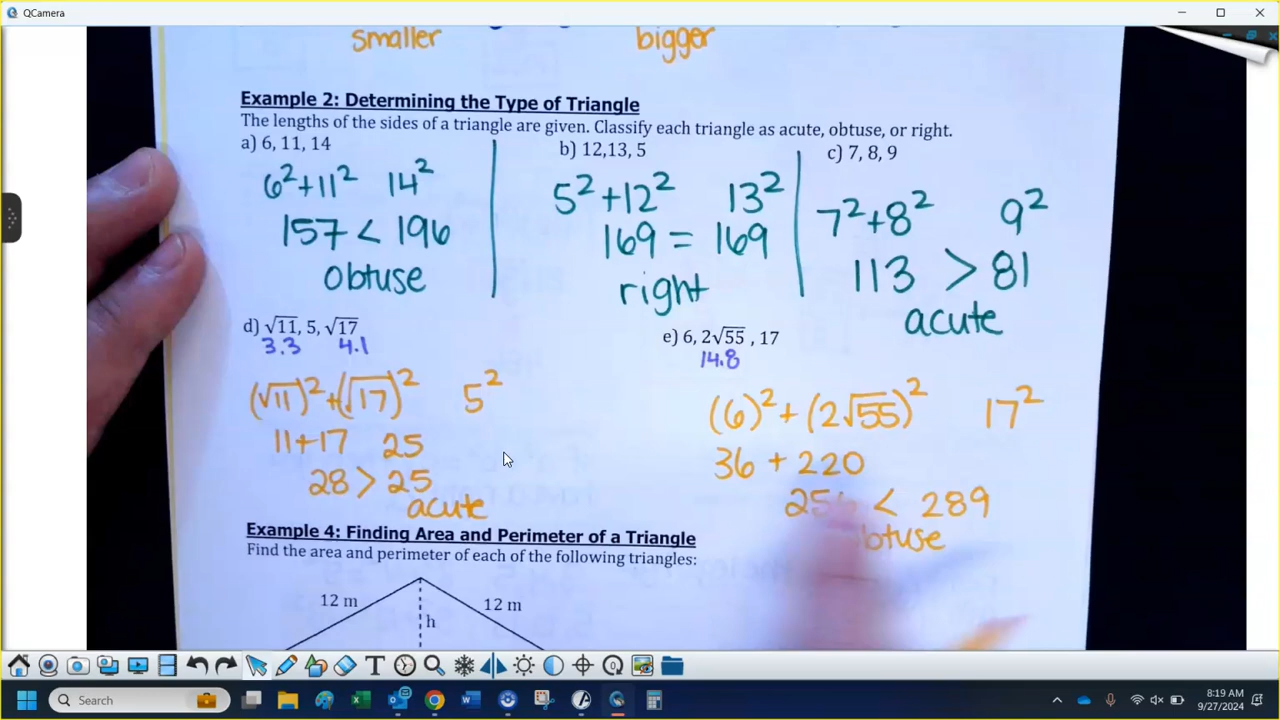 QCamera
smaller
bigger
Example 2: Determining the Type of Triangle
The lengths of the sides of a triangle are given. Classify each triangle as acute, obtuse, or right.
a) 6, 11, 14
6² + 11² 14²
157 < 196
obtuse
b) 12,13, 5
5² + 12² 13²
169 = 169
right
c) 7, 8, 9
7² + 8² 9²
113 > 81
acute
d) √11, 5, √17
3.3 4.1
(√11)² + (√17)² 5²
11 + 17 25
28 > 25
acute
e) 6, 2√55 , 17
14.8
(6)² + (2√55)² 17²
36 + 220
256 < 289
obtuse
Example 4: Finding Area and Perimeter of a Triangle
Find the area and perimeter of each of the following triangles:
12 m
12 m
h
Search
8:19 AM
9/27/2024